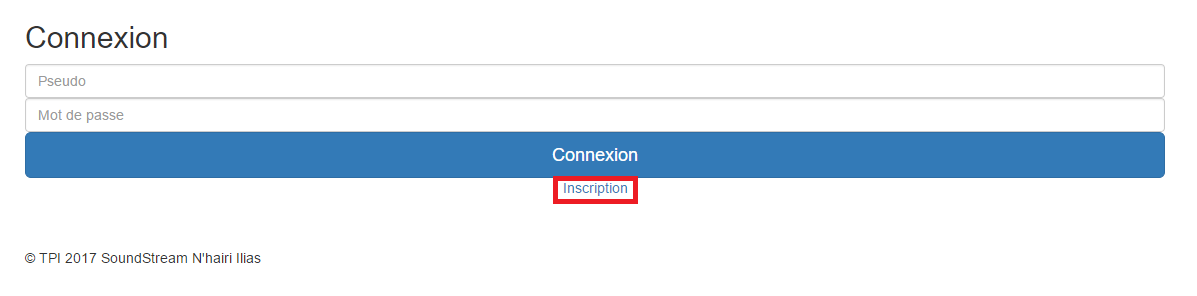 Connexion
Pseudo
Mot de passe
Connexion
Inscription
© TPI 2017 SoundStream N'hairi Ilias